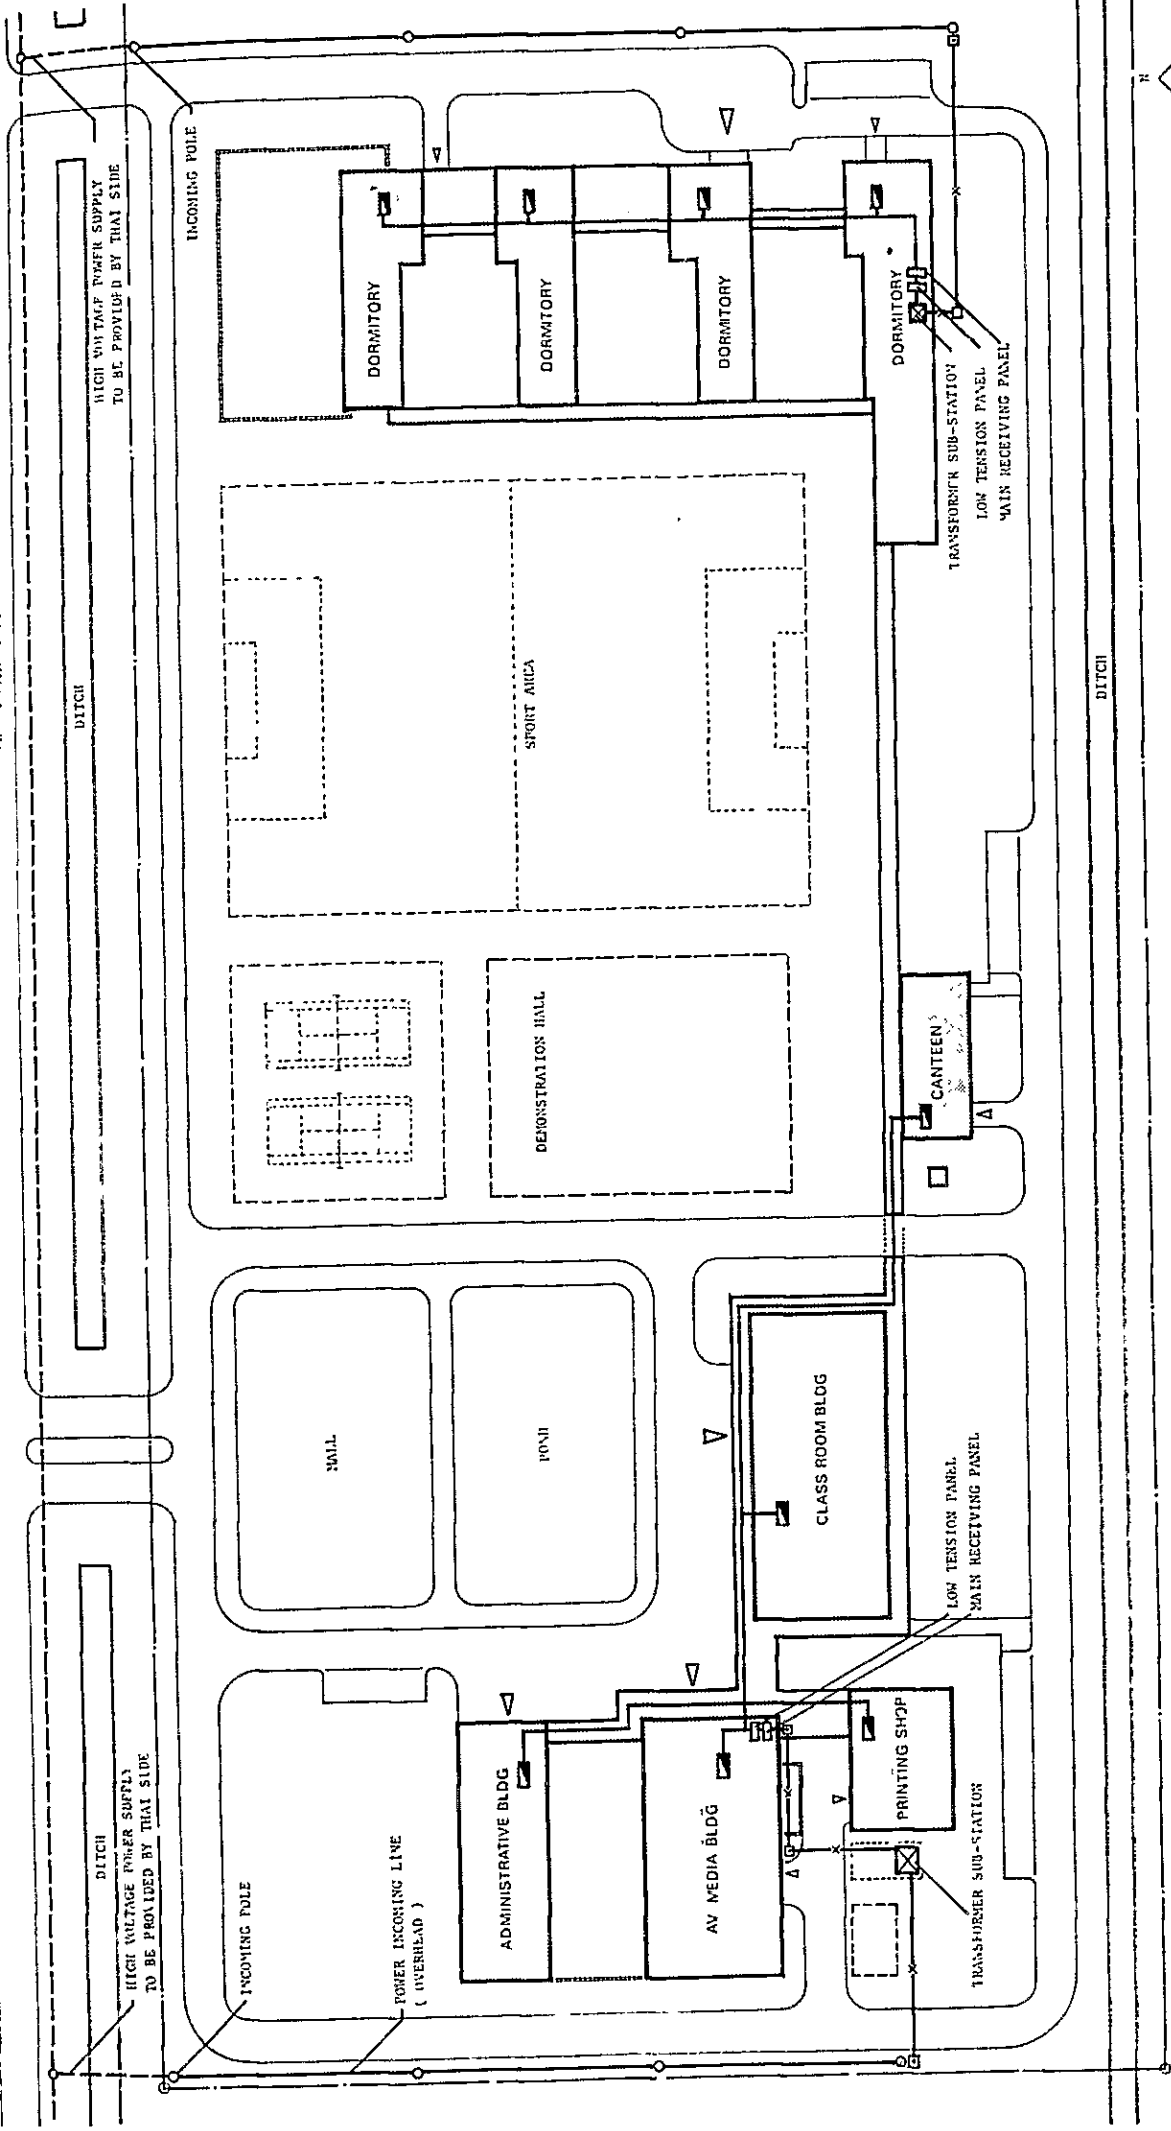 HIGH VOLTAGE POWER SUPPLY
TO BE PROVIDED BY THAI SIDE
INCOMING POLE
DITCH
DORMITORY
DORMITORY
DORMITORY
DORMITORY
TRANSFORMER SUB-STATION
LOW TENSION PANEL
MAIN RECEIVING PANEL
SPORT AREA
DITCH
DEMONSTRATION HALL
CANTEEN
MALL
POND
CLASS ROOM BLDG
LOW TENSION PANEL
MAIN RECEIVING PANEL
DITCH
HIGH VOLTAGE POWER SUPPLY
TO BE PROVIDED BY THAI SIDE
INCOMING POLE
POWER INCOMING LINE
( OVERHEAD )
ADMINISTRATIVE BLDG
AV MEDIA BLDG
PRINTING SHOP
TRANSFORMER SUB-STATION
N